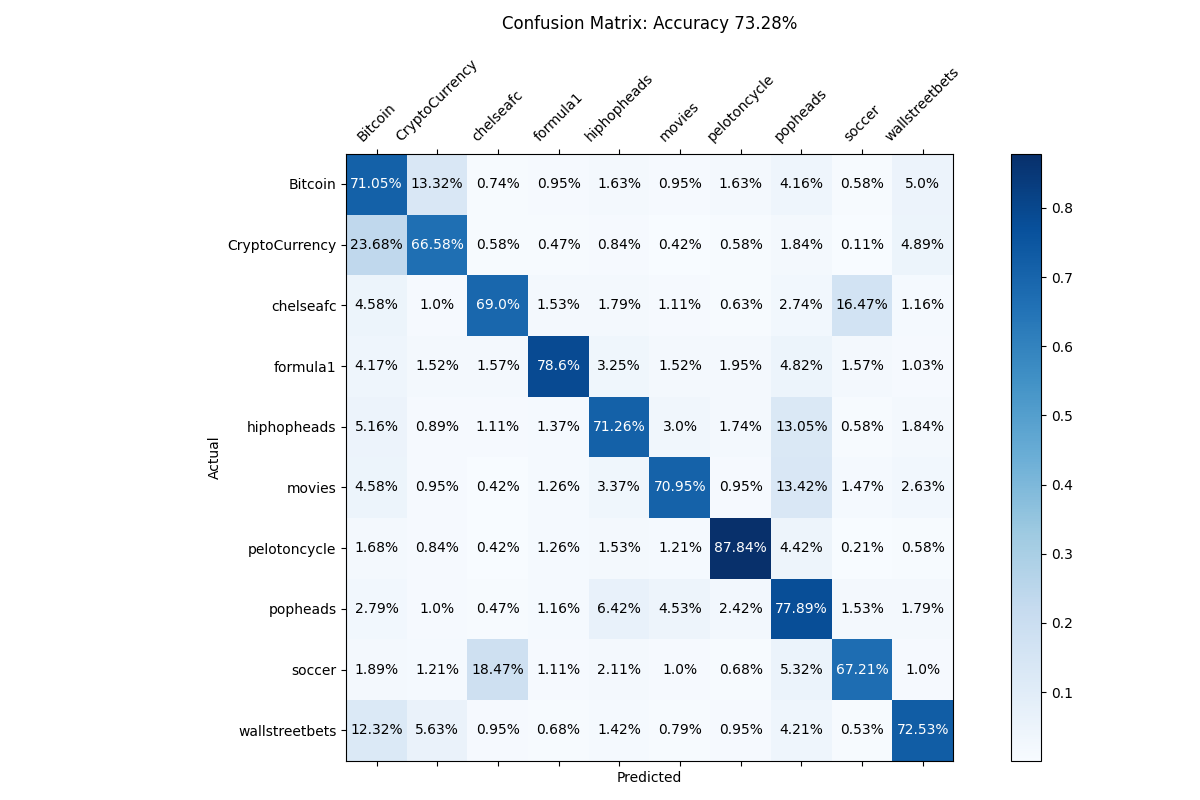 Confusion Matrix: Accuracy 73.28%
Bitcoin CryptoCurrency chelseafc formula1 hiphopheads movies pelotoncycle popheads soccer wallstreetbets
Bitcoin 71.05% 13.32% 0.74% 0.95% 1.63% 0.95% 1.63% 4.16% 0.58% 5.0%
CryptoCurrency 23.68% 66.58% 0.58% 0.47% 0.84% 0.42% 0.58% 1.84% 0.11% 4.89%
chelseafc 4.58% 1.0% 69.0% 1.53% 1.79% 1.11% 0.63% 2.74% 16.47% 1.16%
formula1 4.17% 1.52% 1.57% 78.6% 3.25% 1.52% 1.95% 4.82% 1.57% 1.03%
hiphopheads 5.16% 0.89% 1.11% 1.37% 71.26% 3.0% 1.74% 13.05% 0.58% 1.84%
movies 4.58% 0.95% 0.42% 1.26% 3.37% 70.95% 0.95% 13.42% 1.47% 2.63%
pelotoncycle 1.68% 0.84% 0.42% 1.26% 1.53% 1.21% 87.84% 4.42% 0.21% 0.58%
popheads 2.79% 1.0% 0.47% 1.16% 6.42% 4.53% 2.42% 77.89% 1.53% 1.79%
soccer 1.89% 1.21% 18.47% 1.11% 2.11% 1.0% 0.68% 5.32% 67.21% 1.0%
wallstreetbets 12.32% 5.63% 0.95% 0.68% 1.42% 0.79% 0.95% 4.21% 0.53% 72.53%
Actual
Predicted
0.8
0.7
0.6
0.5
0.4
0.3
0.2
0.1